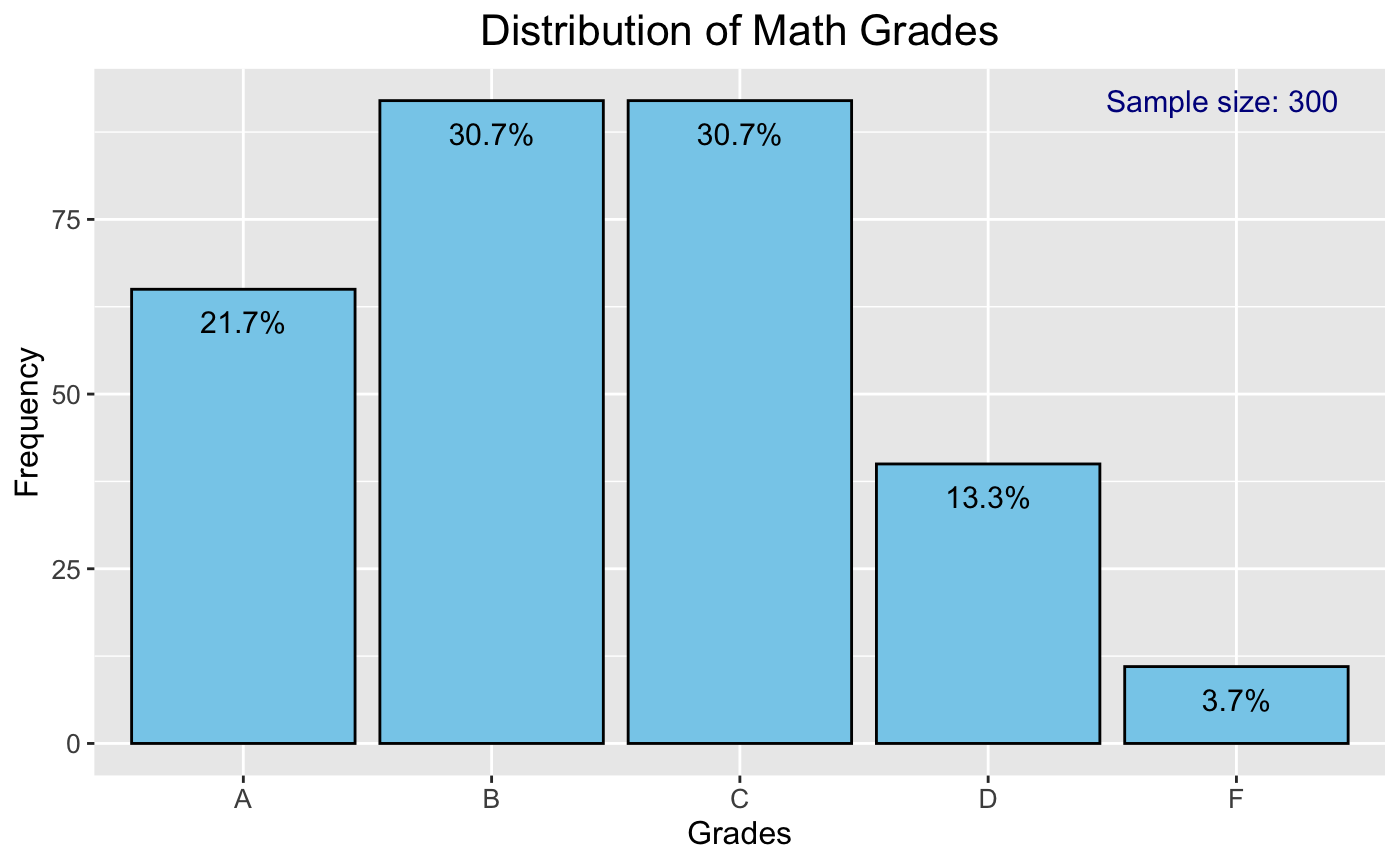 Distribution of Math Grades
Sample size: 300
30.7%
30.7%
21.7%
13.3%
3.7%
75
50
25
0
Frequency
A
B
C
D
F
Grades